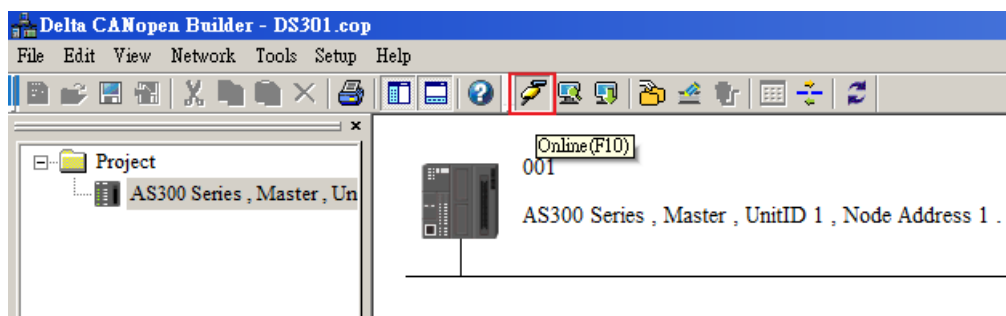 Delta CANopen Builder - DS301.cop
File Edit View Network Tools Setup Help
Online(F10)
Project
AS300 Series , Master , Un
001
AS300 Series , Master , UnitID 1 , Node Address 1 .